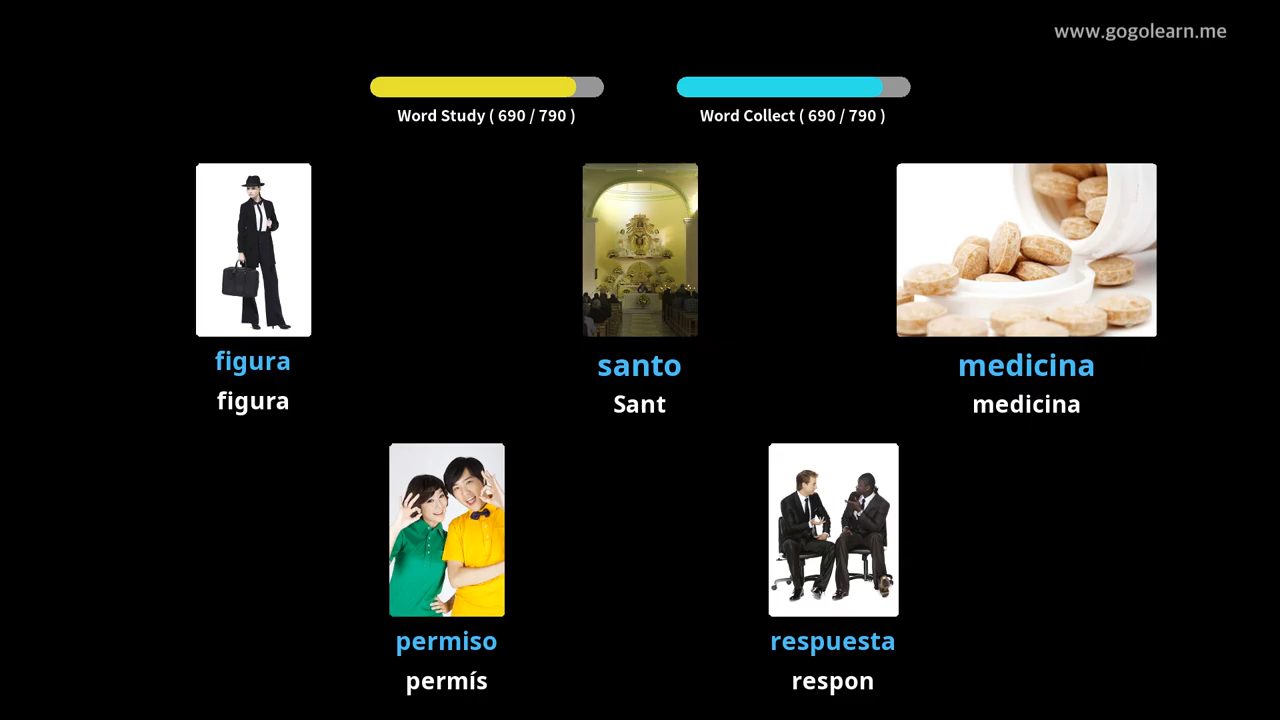 www.gogolearn.me
Word Study ( 690 / 790 )
Word Collect ( 690 / 790 )
figura
figura
santo
Sant
medicina
medicina
permiso
permís
respuesta
respon